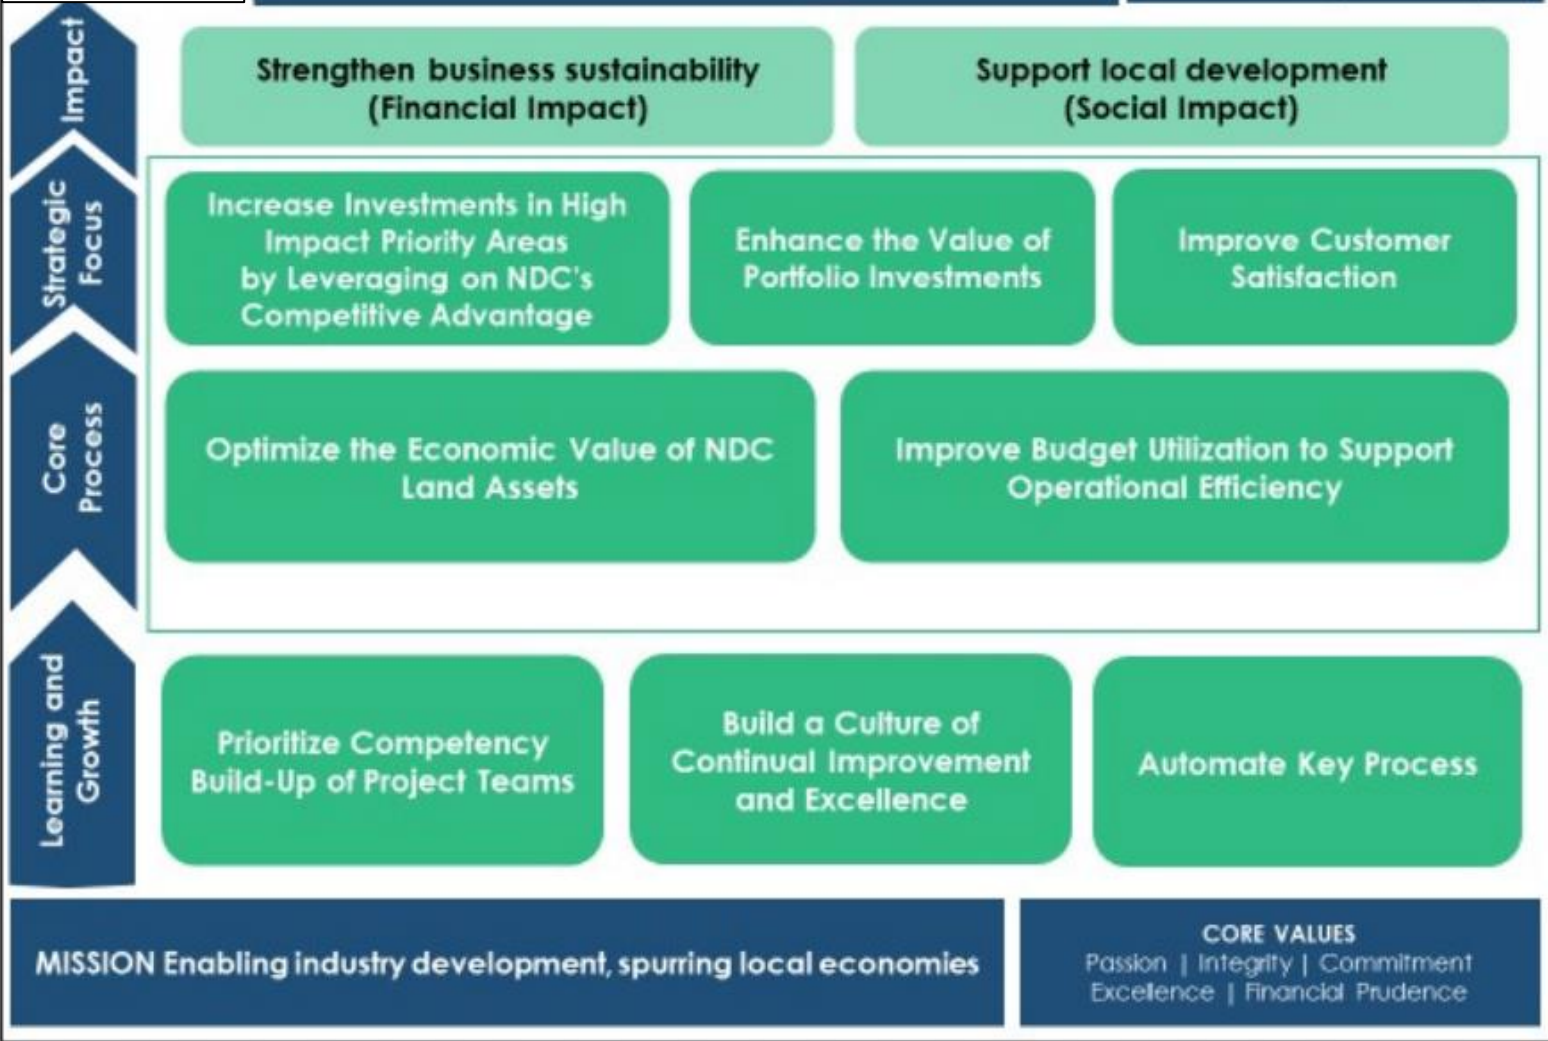 Impact
Strengthen business sustainability
(Financial Impact)
Support local development
(Social Impact)
Strategic
Focus
Increase Investments in High
Impact Priority Areas
by Leveraging on NDC's
Competitive Advantage
Enhance the Value of
Portfolio Investments
Improve Customer
Satisfaction
Core
Process
Optimize the Economic Value of NDC
Land Assets
Improve Budget Utilization to Support
Operational Efficiency
Learning and
Growth
Prioritize Competency
Build-Up of Project Teams
Build a Culture of
Continual Improvement
and Excellence
Automate Key Process
MISSION Enabling industry development, spurring local economies
CORE VALUES
Passion | Integrity | Commitment
Excellence | Financial Prudence